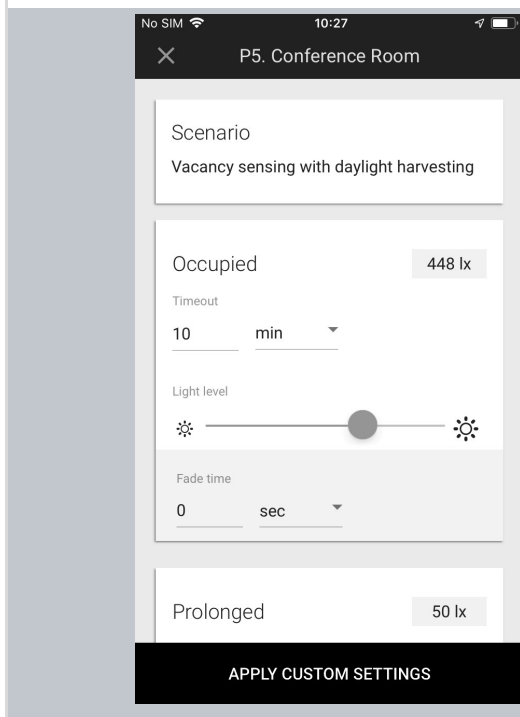 No SIM 10:27
P5. Conference Room
Scenario
Vacancy sensing with daylight harvesting
Occupied 448 lx
Timeout
10 min
Light level
Fade time
0 sec
Prolonged 50 lx
APPLY CUSTOM SETTINGS